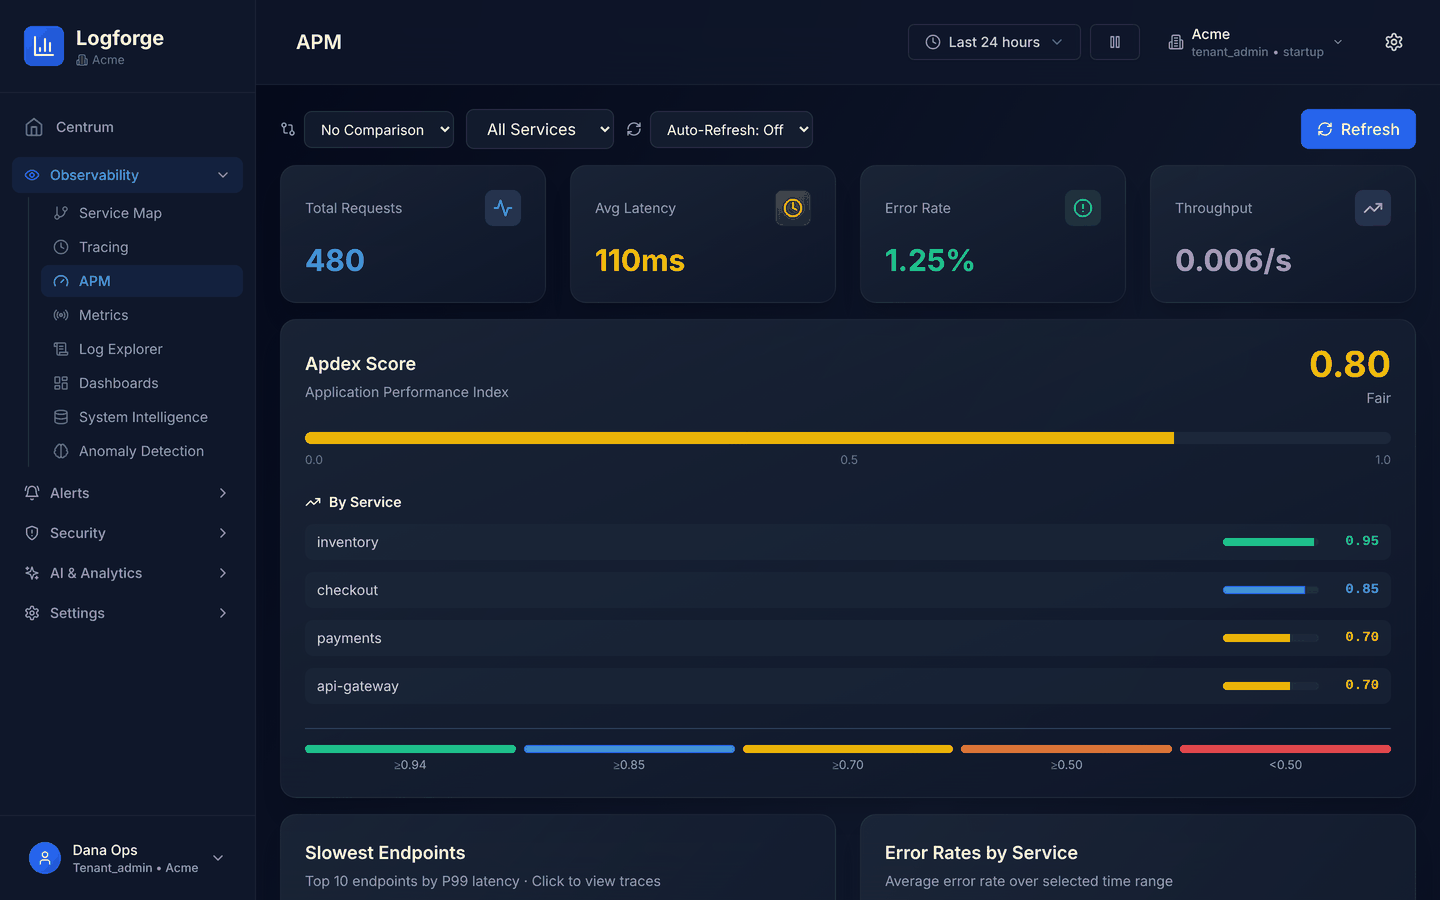 Logforge
Acme
Centrum
Observability
Service Map
Tracing
APM
Metrics
Log Explorer
Dashboards
System Intelligence
Anomaly Detection
Alerts
Security
AI & Analytics
Settings
Dana Ops
Tenant_admin • Acme
APM
Last 24 hours
Acme
tenant_admin • startup
No Comparison
All Services
Auto-Refresh: Off
Refresh
Total Requests
480
Avg Latency
110ms
Error Rate
1.25%
Throughput
0.006/s
Apdex Score
Application Performance Index
0.80
Fair
0.0 0.5 1.0
By Service
inventory 0.95
checkout 0.85
payments 0.70
api-gateway 0.70
≥0.94 ≥0.85 ≥0.70 ≥0.50 <0.50
Slowest Endpoints
Top 10 endpoints by P99 latency · Click to view traces
Error Rates by Service
Average error rate over selected time range